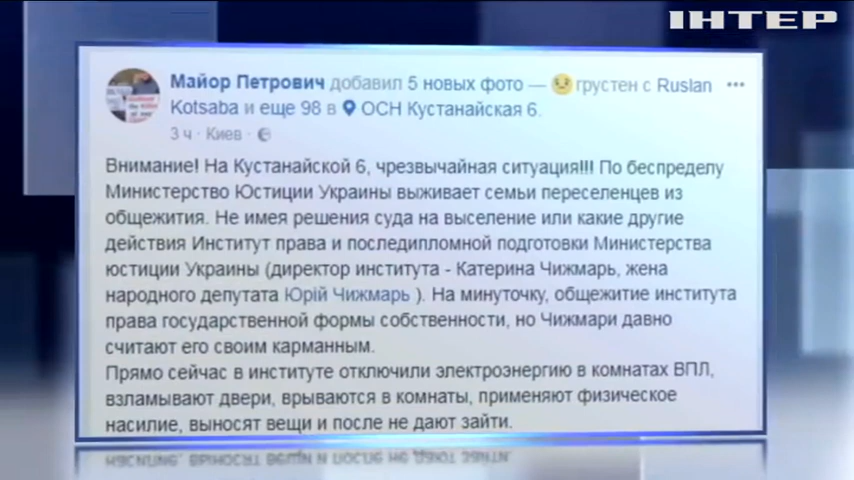 ІНТЕР
Майор Петрович добавил 5 новых фото — грустен с Ruslan
Kotsaba и еще 98 в ОСН Кустанайская 6.
3 ч · Киев ·
Внимание! На Кустанайской 6, чрезвычайная ситуация!!! По беспределу
Министерство Юстиции Украины выживает семьи переселенцев из
общежития. Не имея решения суда на выселение или какие другие
действия Институт права и последипломной подготовки Министерства
юстиции Украины (директор института - Катерина Чижмарь, жена
народного депутата Юрій Чижмарь ). На минуточку, общежитие института
права государственной формы собственности, но Чижмари давно
считают его своим карманным.
Прямо сейчас в институте отключили электроэнергию в комнатах ВПЛ,
взламывают двери, врываются в комнаты, применяют физическое
насилие, выносят вещи и после не дают зайти.